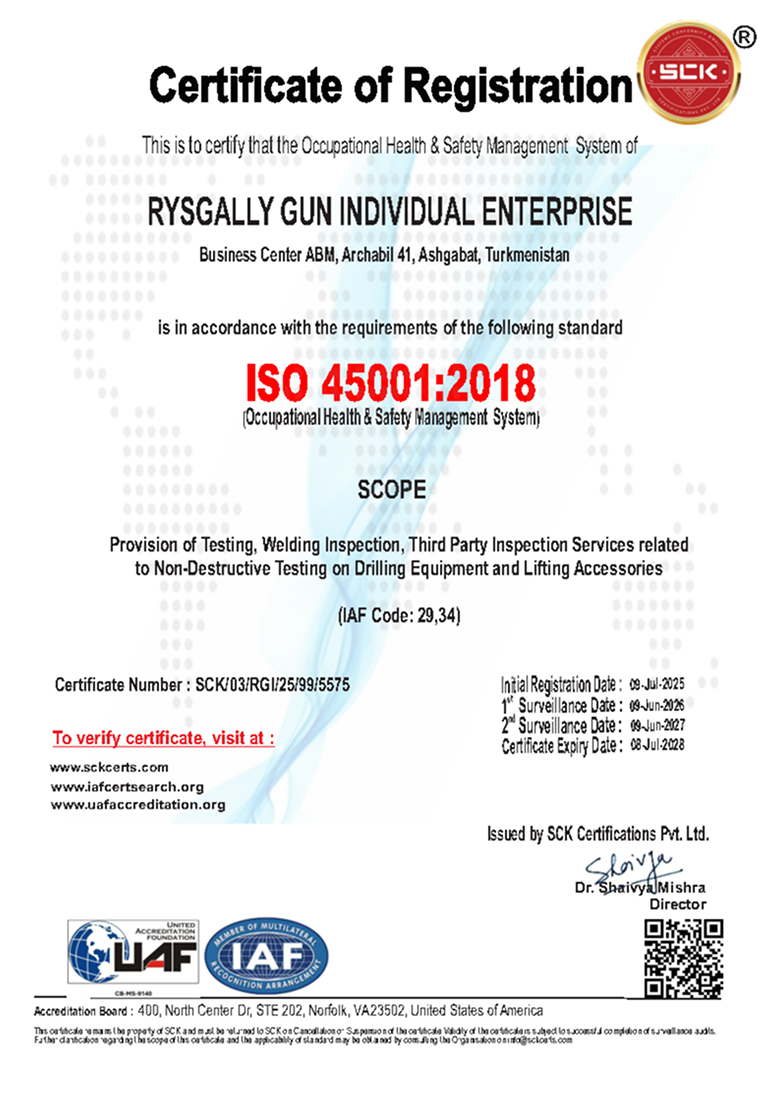 Certificate of Registration
SCK
®
This is to certify that the Occupational Health & Safety Management System of
RYSGALLY GUN INDIVIDUAL ENTERPRISE
Business Center ABM, Archabil 41, Ashgabat, Turkmenistan
is in accordance with the requirements of the following standard
ISO 45001:2018
(Occupational Health & Safety Management System)
SCOPE
Provision of Testing, Welding Inspection, Third Party Inspection Services related
to Non-Destructive Testing on Drilling Equipment and Lifting Accessories
(IAF Code: 29,34)
Certificate Number : SCK/03/RGI/25/99/5575
Initial Registration Date : 09-Jul-2025
1st Surveillance Date : 09-Jun-2026
2nd Surveillance Date : 09-Jun-2027
Certificate Expiry Date : 08-Jul-2028
To verify certificate, visit at :
www.sckcerts.com
www.iafcertsearch.org
www.uafaccreditation.org
Issued by SCK Certifications Pvt. Ltd.
Shaivya
Dr. Shaivya Mishra
Director
UNITED
ACCREDITATION
FOUNDATION
UAF
CB-MS-9140
MEMBER OF MULTILATERAL
IAF
RECOGNITION ARRANGEMENT
Accreditation Board : 400, North Center Dr, STE 202, Norfolk, VA23502, United States of America
This certificate remains the property of SCK and must be returned to SCK on Cancellation or Suspension of the certificate Validity of the certificate is subject to successful completion of surveillance audits.
Further clarification regarding the scope of this certificate and the applicability of standard may be obtained by consulting the Organisation on info@sckcerts.com